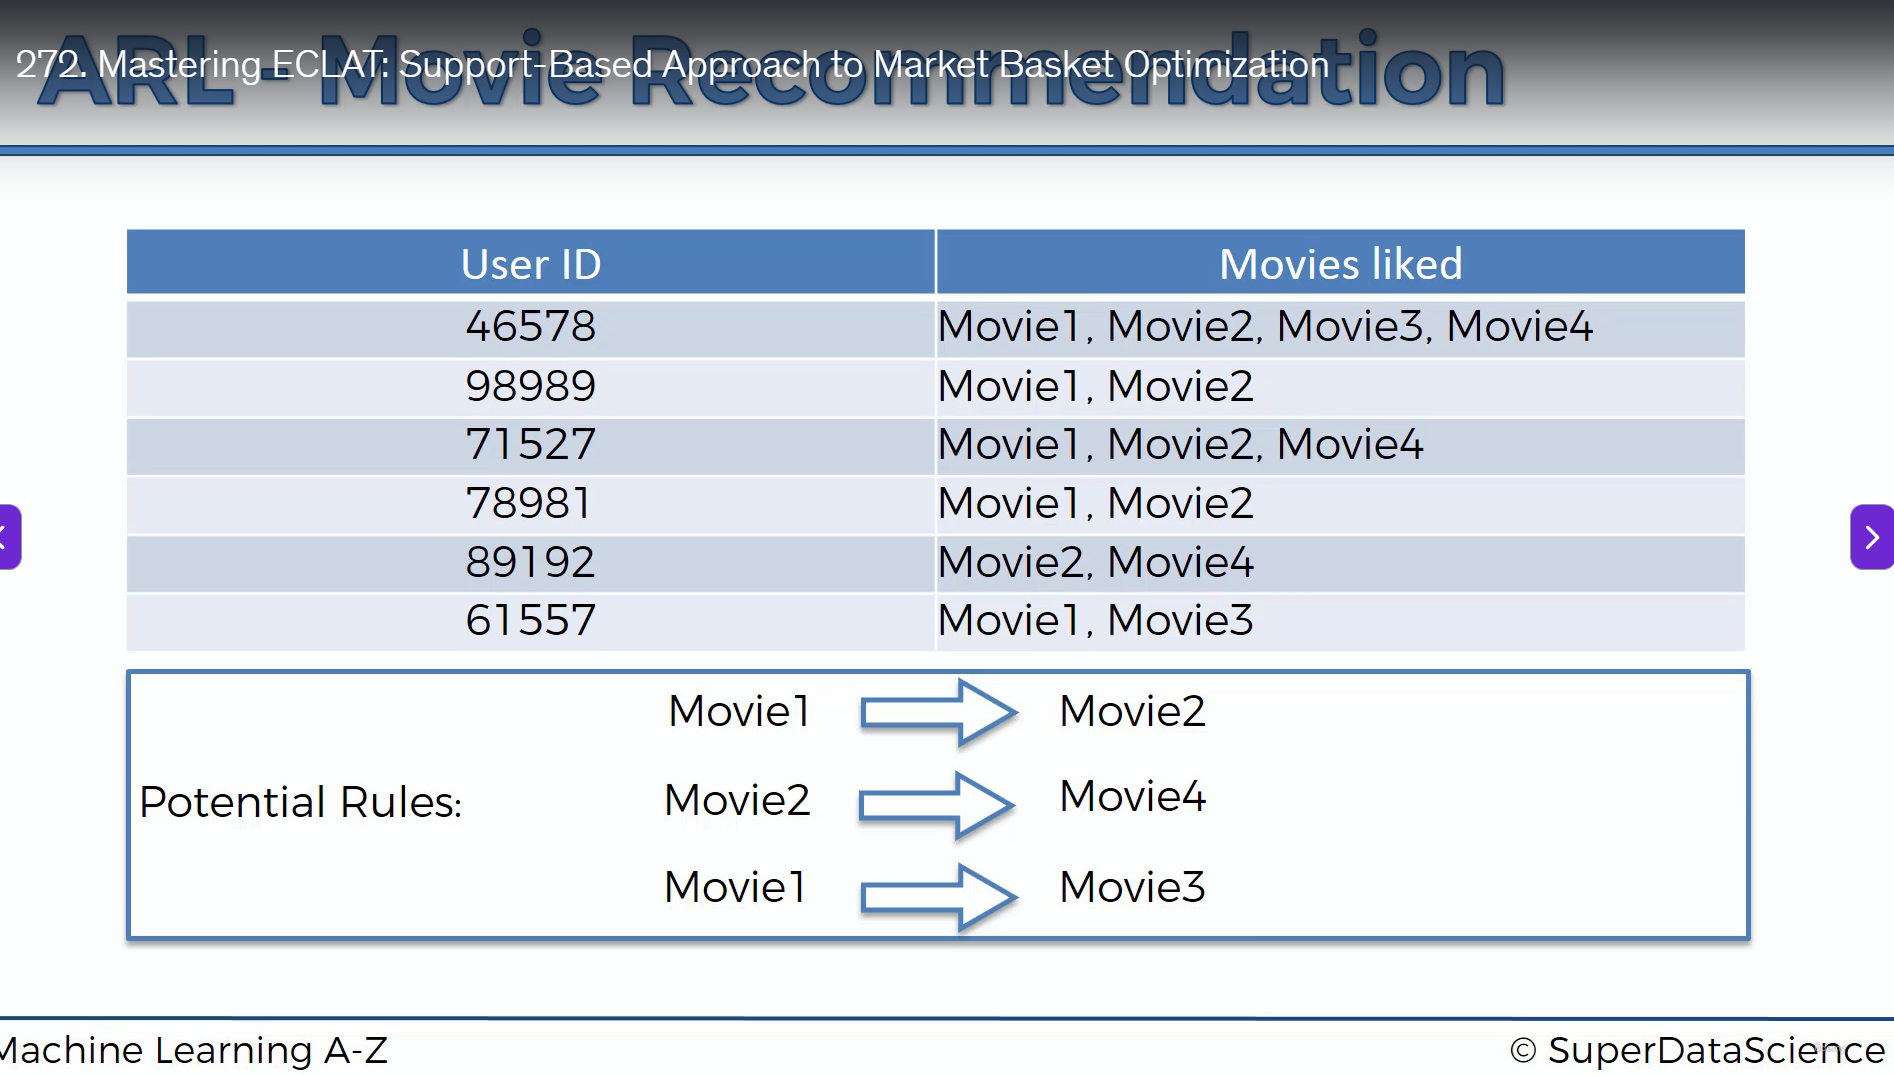 272. Mastering ECLAT: Support-Based Approach to Market Basket Optimization
ARL - Movie Recommendation
User ID Movies liked
46578 Movie1, Movie2, Movie3, Movie4
98989 Movie1, Movie2
71527 Movie1, Movie2, Movie4
78981 Movie1, Movie2
89192 Movie2, Movie4
61557 Movie1, Movie3
Potential Rules:
Movie1 Movie2
Movie2 Movie4
Movie1 Movie3
Machine Learning A-Z
© SuperDataScience